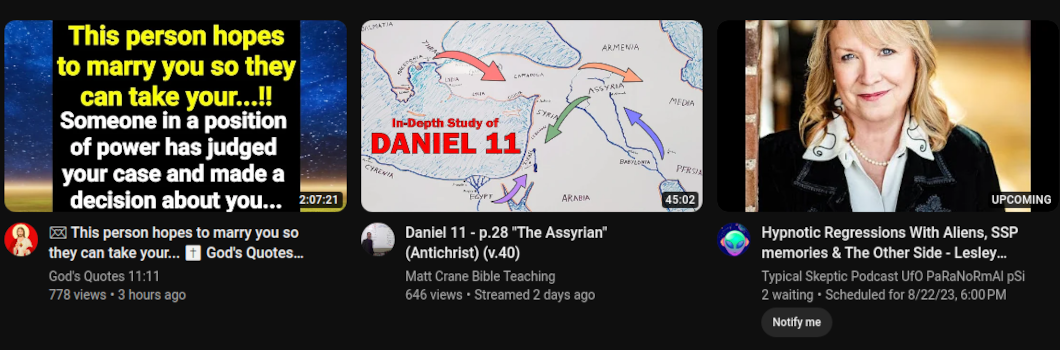 This person hopes
to marry you so they
can take your...!!
Someone in a position
of power has judged
your case and made a
decision about you...
2:07:21
✉ This person hopes to marry you so
they can take your... ✝ God's Quotes...
God's Quotes 11:11
778 views • 3 hours ago
THRACE
MACEDONIA
ARMENIA
LYDIA
CAPPADOCIA
ASSYRIA
MEDIA
SYRIA
In-Depth Study of
DANIEL 11
BABYLONIA
PERSIA
CYRENIA
EGYPT
ARABIA
45:02
Daniel 11 - p.28 "The Assyrian"
(Antichrist) (v.40)
Matt Crane Bible Teaching
646 views • Streamed 2 days ago
UPCOMING
Hypnotic Regressions With Aliens, SSP
memories & The Other Side - Lesley...
Typical Skeptic Podcast UfO PaRaNoRmAl pSi
2 waiting • Scheduled for 8/22/23, 6:00 PM
Notify me